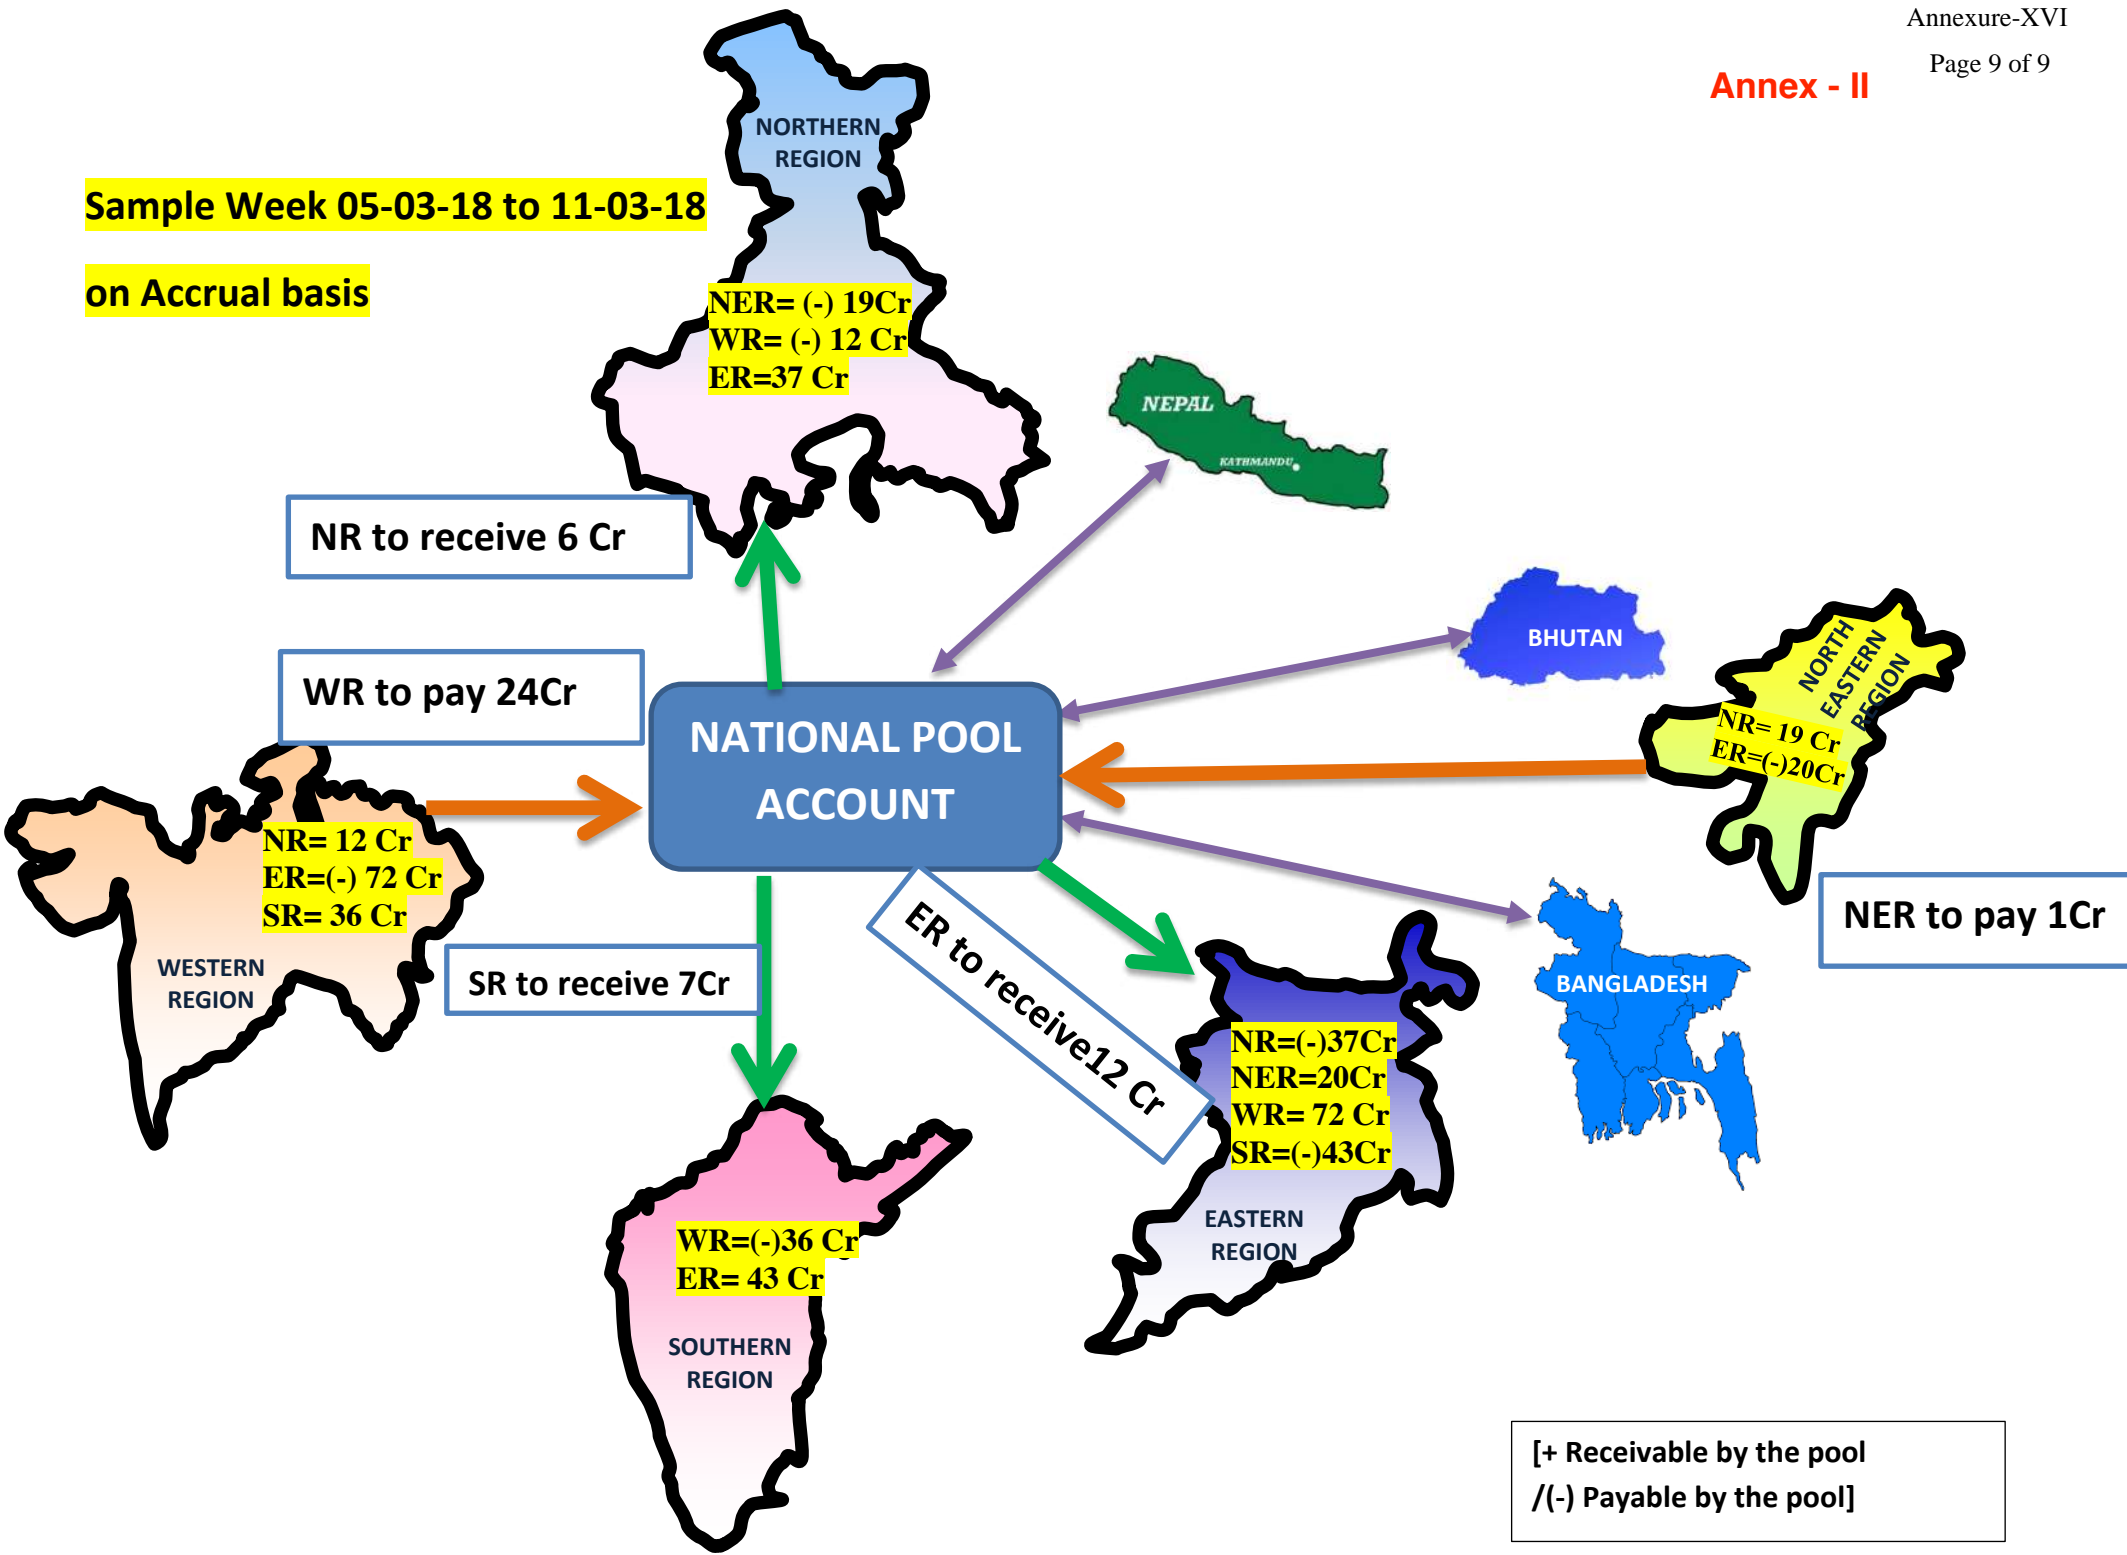 Annexure-XVI
Page 9 of 9
Annex - II
NORTHERN
REGION
Sample Week 05-03-18 to 11-03-18
on Accrual basis
NER= (-) 19Cr
WR= (-) 12 Cr
ER=37 Cr
NEPAL
KATHMANDU
NR to receive 6 Cr
BHUTAN
NORTH
EASTERN
REGION
NR= 19 Cr
ER=(-)20Cr
WR to pay 24Cr
NATIONAL POOL
ACCOUNT
NR= 12 Cr
ER=(-) 72 Cr
SR= 36 Cr
WESTERN
REGION
SR to receive 7Cr
ER to receive12 Cr
NER to pay 1Cr
BANGLADESH
NR=(-)37Cr
NER=20Cr
WR= 72 Cr
SR=(-)43Cr
EASTERN
REGION
WR=(-)36 Cr
ER= 43 Cr
SOUTHERN
REGION
[+ Receivable by the pool
/(-) Payable by the pool]